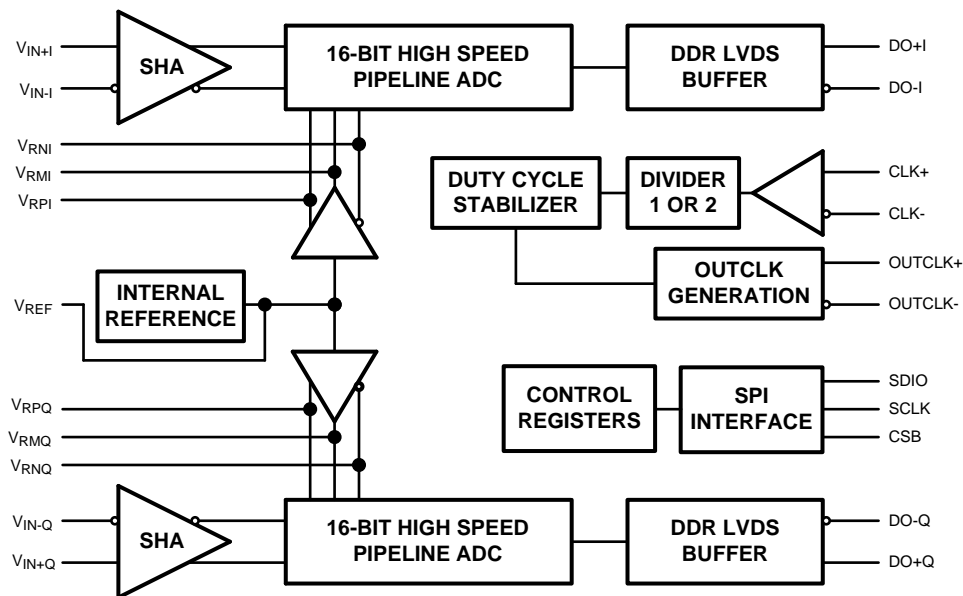 VIN+I
VIN-I
SHA
16-BIT HIGH SPEED
PIPELINE ADC
DDR LVDS
BUFFER
DO+I
DO-I
VRNI
VRMI
VRPI
DUTY CYCLE
STABILIZER
DIVIDER
1 OR 2
CLK+
CLK-
OUTCLK
GENERATION
OUTCLK+
OUTCLK-
VREF
INTERNAL
REFERENCE
VRPQ
VRMQ
VRNQ
CONTROL
REGISTERS
SPI
INTERFACE
SDIO
SCLK
CSB
VIN-Q
VIN+Q
SHA
16-BIT HIGH SPEED
PIPELINE ADC
DDR LVDS
BUFFER
DO-Q
DO+Q